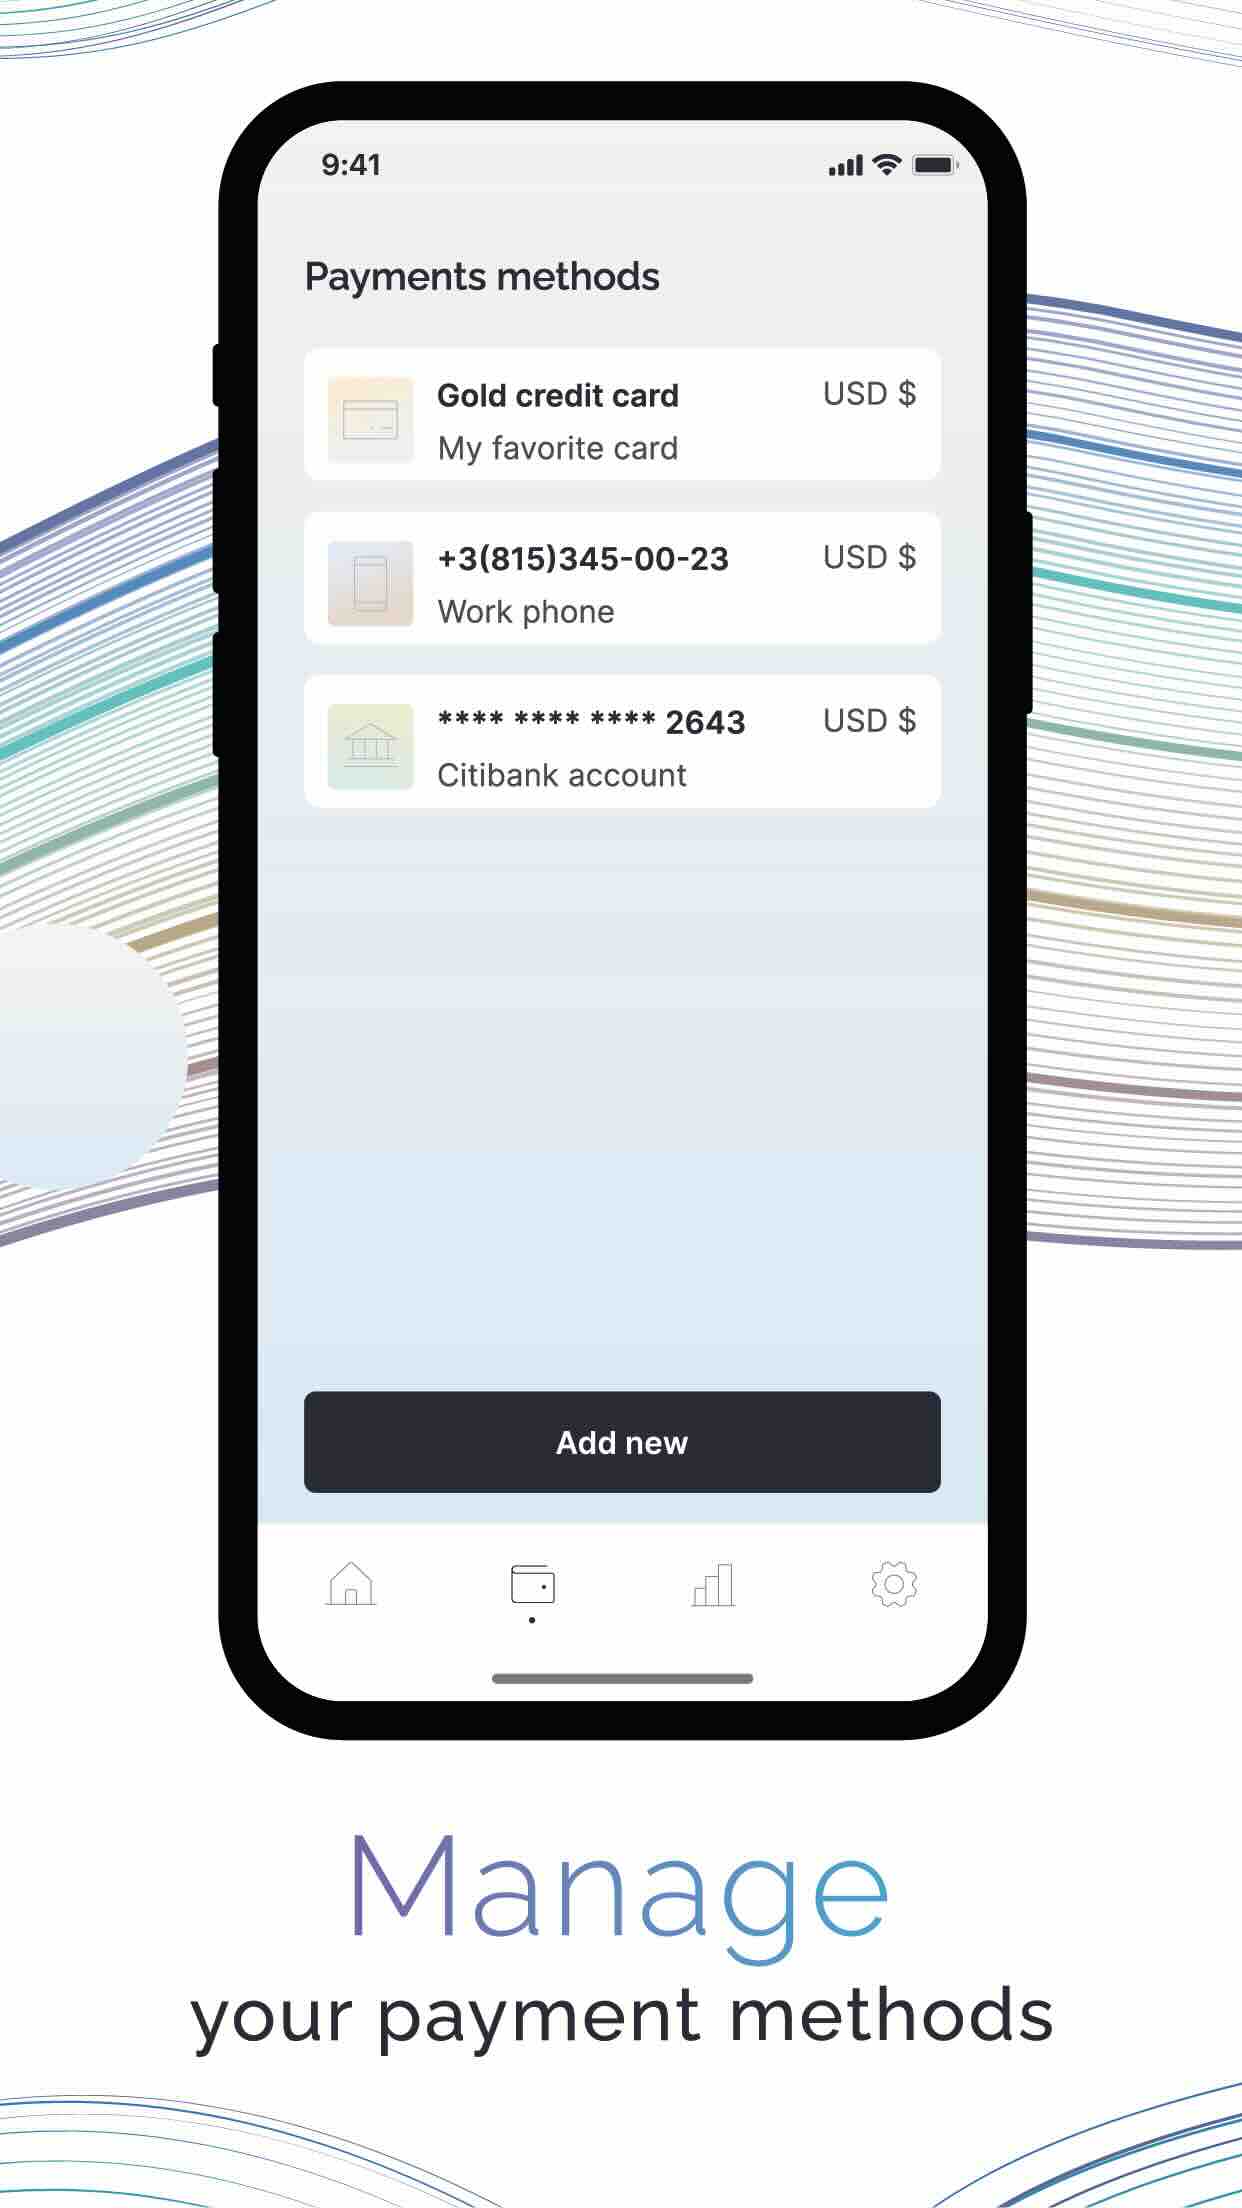 9:41
Payments methods
Gold credit card
USD $
My favorite card
+3(815)345-00-23
USD $
Work phone
**** **** **** 2643
USD $
Citibank account
Add new
Manage
your payment methods